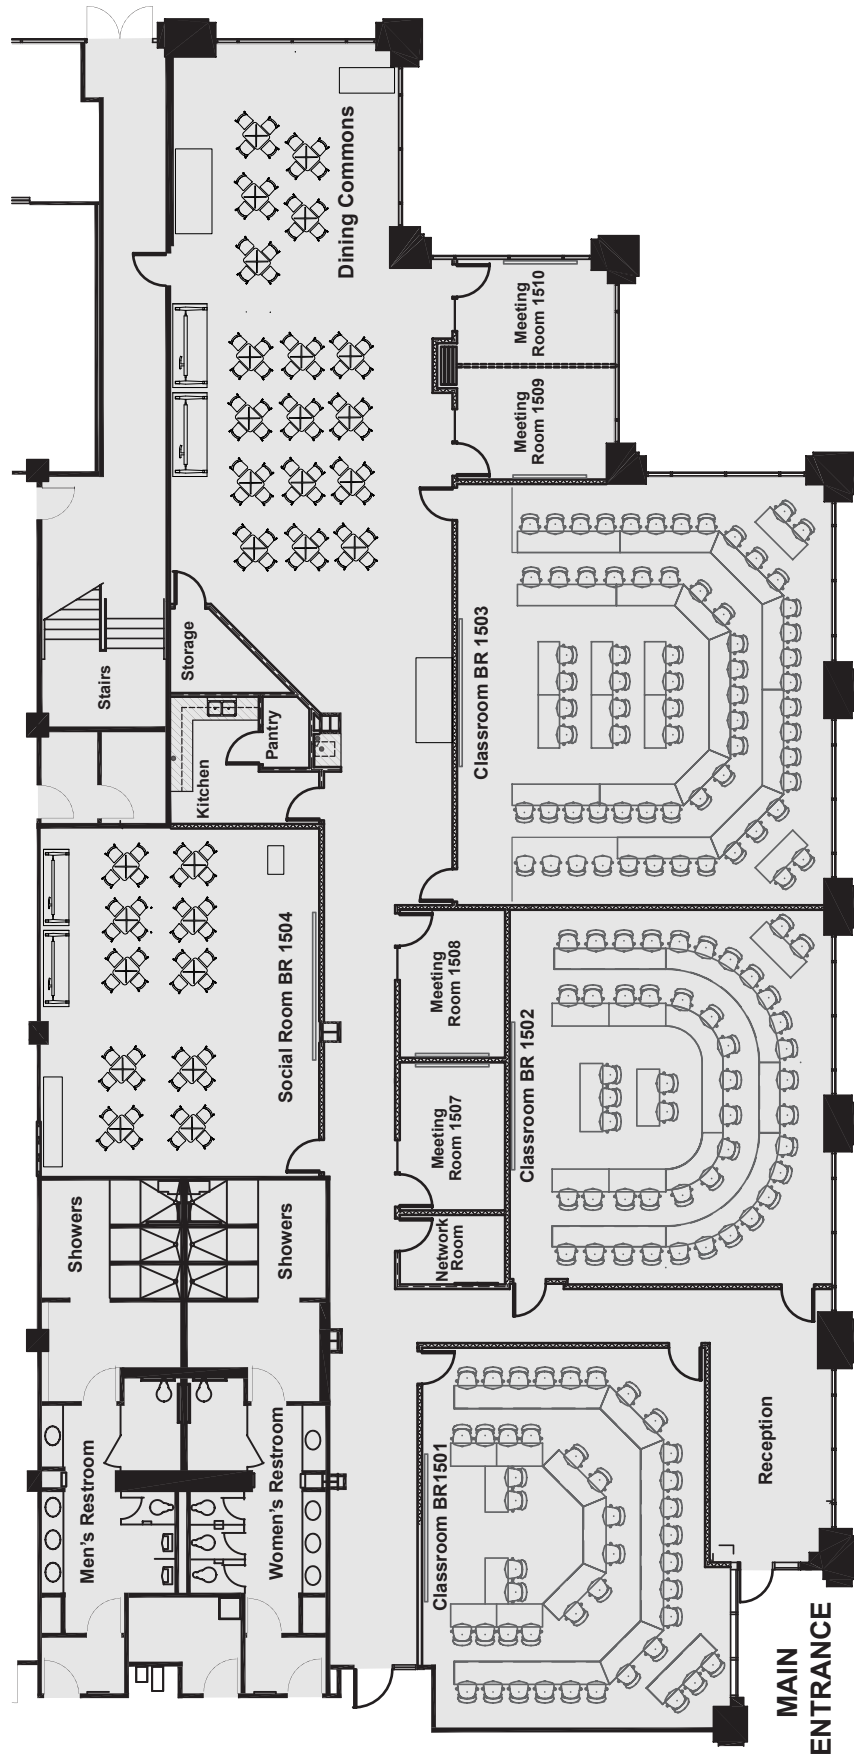 Dining Commons
Meeting
Room 1510
Meeting
Room 1509
Storage
Stairs
Pantry
Kitchen
Classroom BR 1503
Social Room BR 1504
Meeting
Room 1508
Meeting
Room 1507
Classroom BR 1502
Network
Room
Showers
Showers
Men's Restroom
Women's Restroom
Classroom BR1501
Reception
MAIN
ENTRANCE